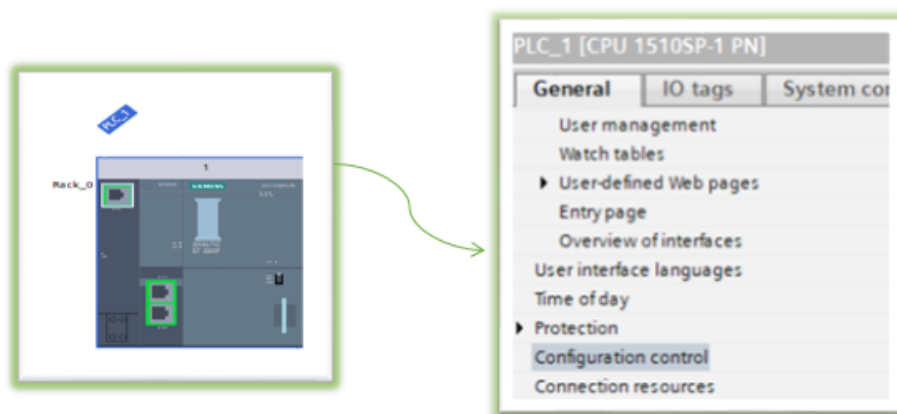 PLC_1
1
Rack_0
SIEMENS
PLC_1 [CPU 1510SP-1 PN]
General
IO tags
System con
User management
Watch tables
User-defined Web pages
Entry page
Overview of interfaces
User interface languages
Time of day
Protection
Configuration control
Connection resources